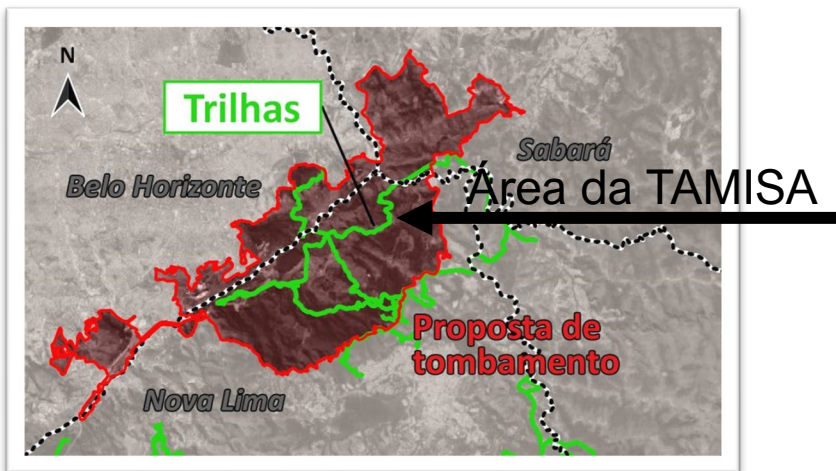 N
Trilhas
Sabará
Belo Horizonte
Área da TAMISA
Proposta de
tombamento
Nova Lima